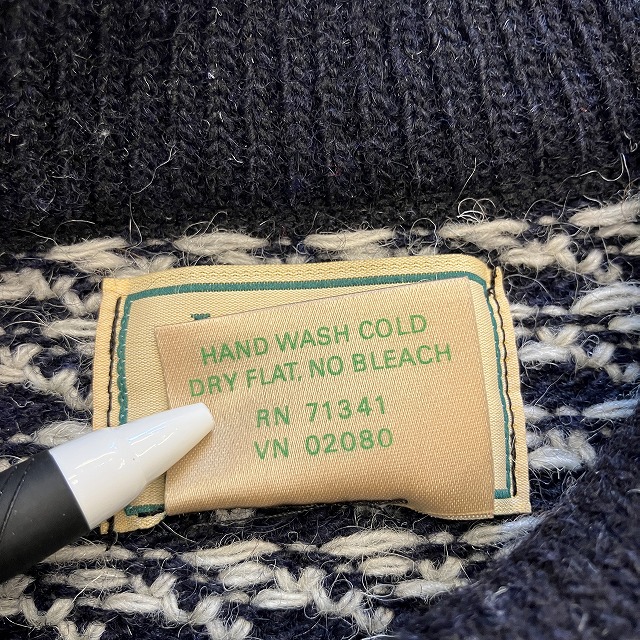 HAND WASH COLD
DRY FLAT, NO BLEACH
RN 71341
VN 02080